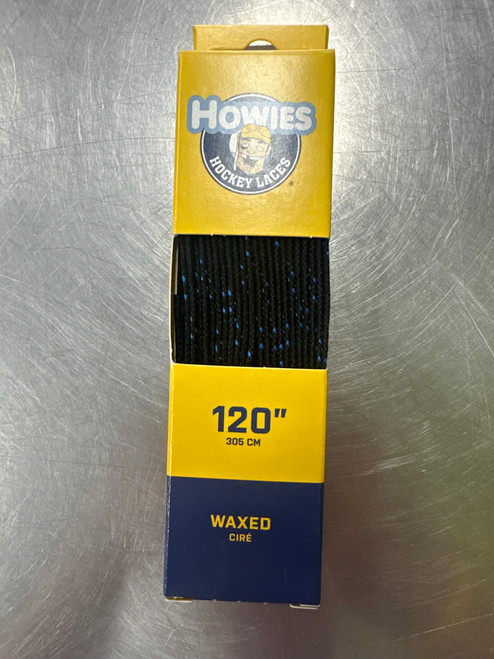 HOWIES
HOCKEY LACES
®
120"
305 CM
WAXED
CIRÉ